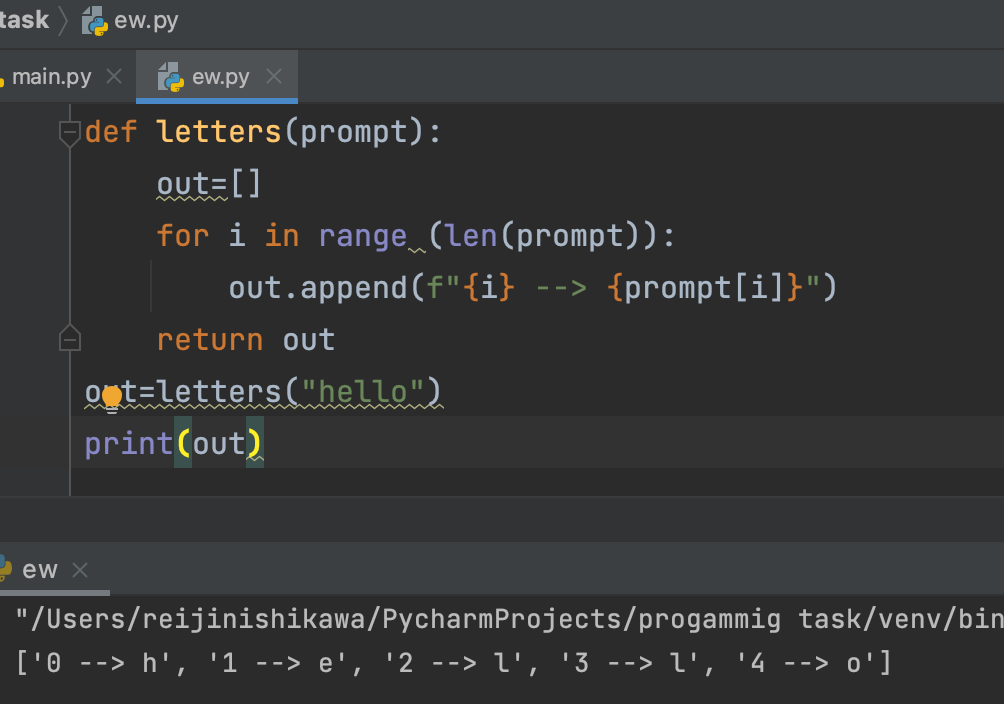 task ew.py
main.py ew.py
def letters(prompt):
    out=[]
    for i in range (len(prompt)):
        out.append(f"{i} --> {prompt[i]}")
    return out
out=letters("hello")
print(out)
ew
"/Users/reijinishikawa/PycharmProjects/progammig task/venv/bin
['0 --> h', '1 --> e', '2 --> l', '3 --> l', '4 --> o']